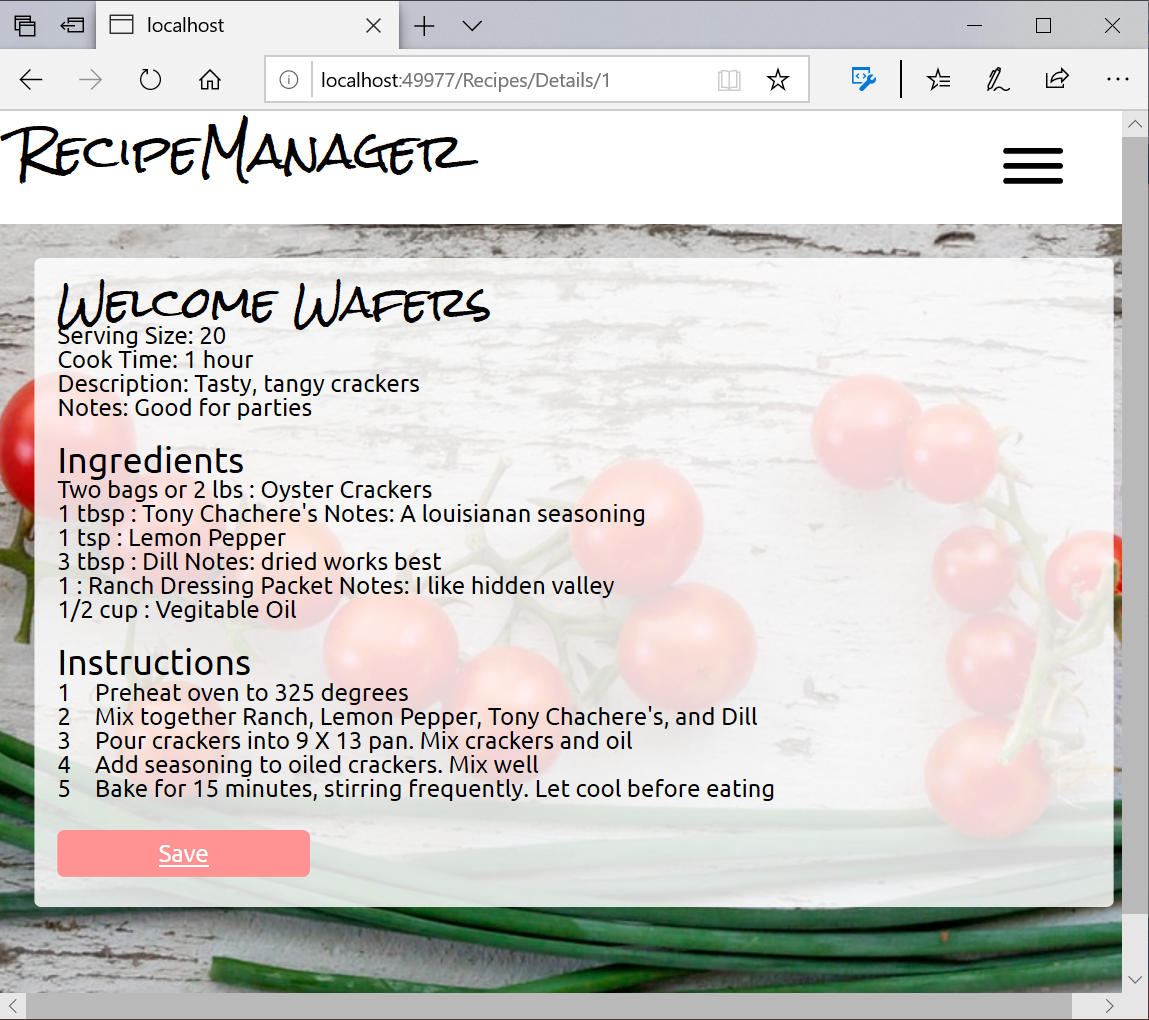 localhost
localhost:49977/Recipes/Details/1
RecipeManager
Welcome Wafers
Serving Size: 20
Cook Time: 1 hour
Description: Tasty, tangy crackers
Notes: Good for parties
Ingredients
Two bags or 2 lbs : Oyster Crackers
1 tbsp : Tony Chachere's Notes: A louisianan seasoning
1 tsp : Lemon Pepper
3 tbsp : Dill Notes: dried works best
1 : Ranch Dressing Packet Notes: I like hidden valley
1/2 cup : Vegitable Oil
Instructions
1 Preheat oven to 325 degrees
2 Mix together Ranch, Lemon Pepper, Tony Chachere's, and Dill
3 Pour crackers into 9 X 13 pan. Mix crackers and oil
4 Add seasoning to oiled crackers. Mix well
5 Bake for 15 minutes, stirring frequently. Let cool before eating
Save